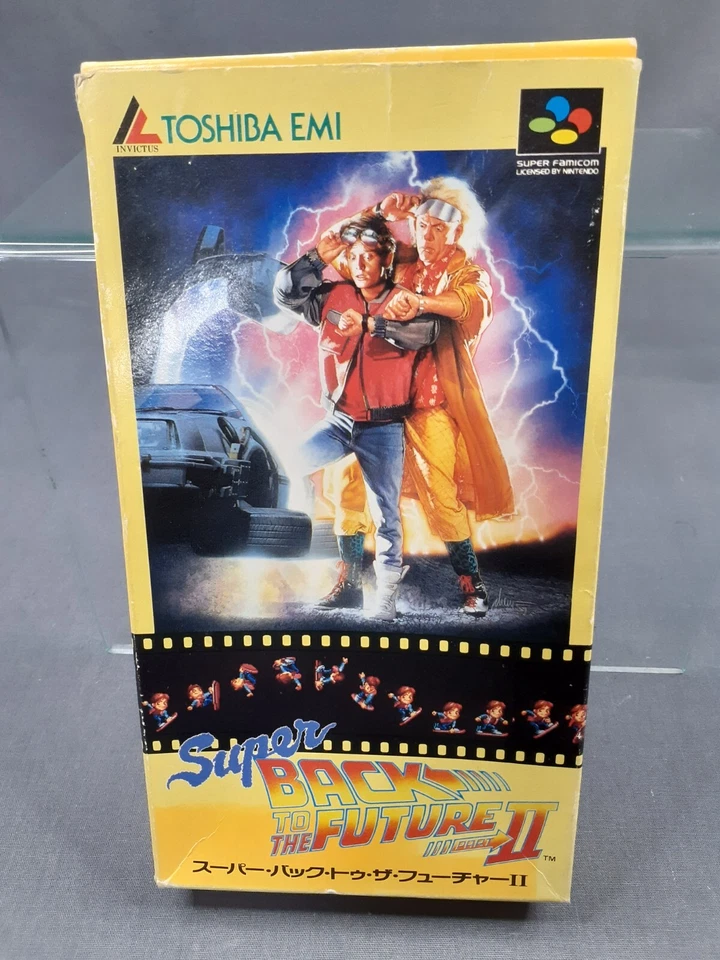 TOSHIBA EMI
INVICTUS
SUPER FAMICOM
LICENSED BY NINTENDO
Super
BACK
TO
THE FUTURE
PART II
TM
スーパー・バック・トゥ・ザ・フューチャーII